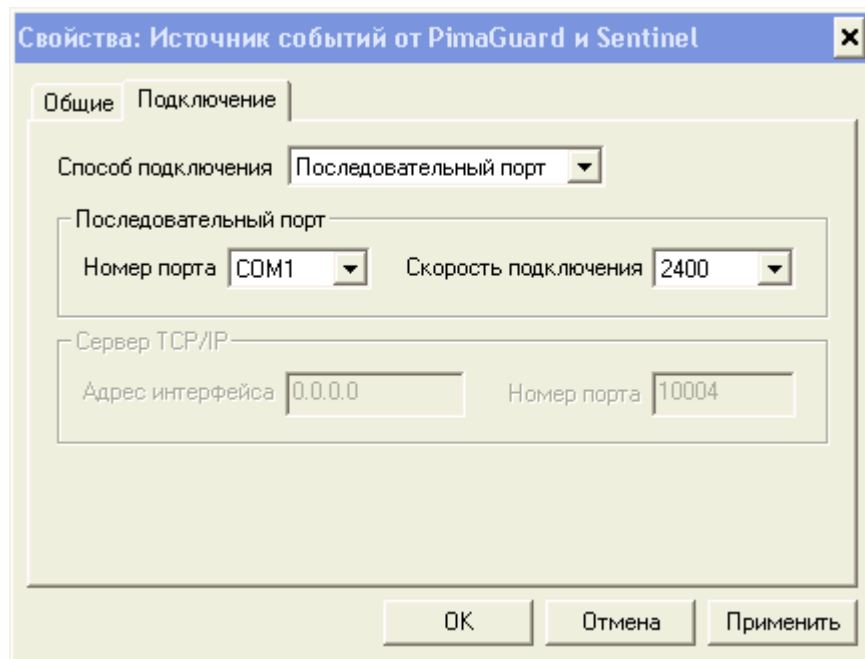 Свойства: Источник событий от PimaGuard и Sentinel
Общие Подключение
Способ подключения Последовательный порт
Последовательный порт
Номер порта COM1 Скорость подключения 2400
Сервер TCP/IP
Адрес интерфейса 0.0.0.0 Номер порта 10004
OK Отмена Применить